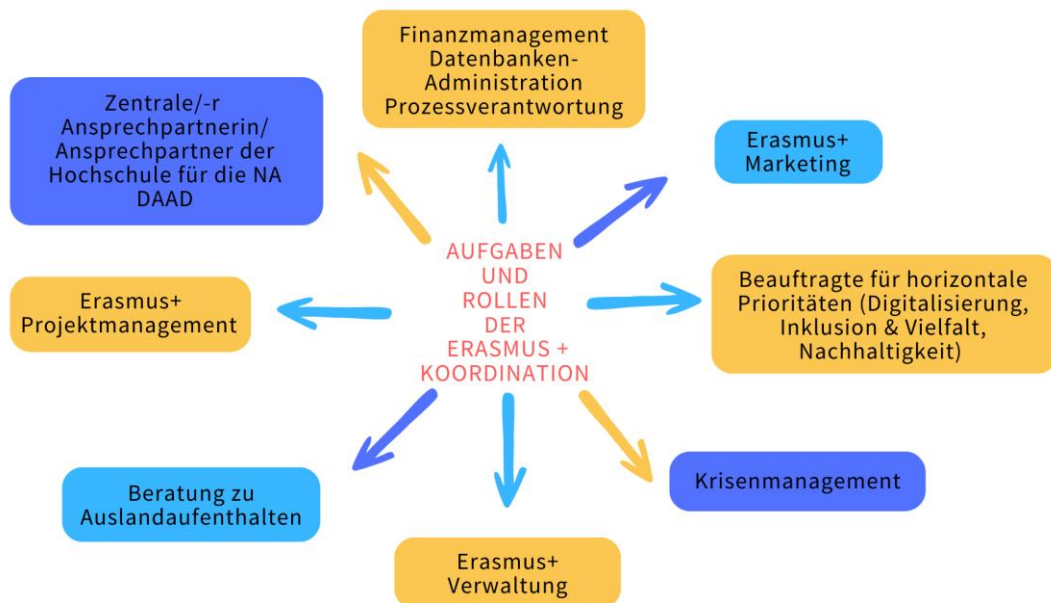 Finanzmanagement
Datenbanken-
Administration
Prozessverantwortung
Zentrale/-r
Ansprechpartnerin/
Ansprechpartner der
Hochschule für die NA
DAAD
Erasmus+
Marketing
AUFGABEN
UND
ROLLEN
DER
ERASMUS +
KOORDINATION
Erasmus+
Projektmanagement
Beauftragte für horizontale
Prioritäten (Digitalisierung,
Inklusion & Vielfalt,
Nachhaltigkeit)
Beratung zu
Auslandaufenthalten
Krisenmanagement
Erasmus+
Verwaltung